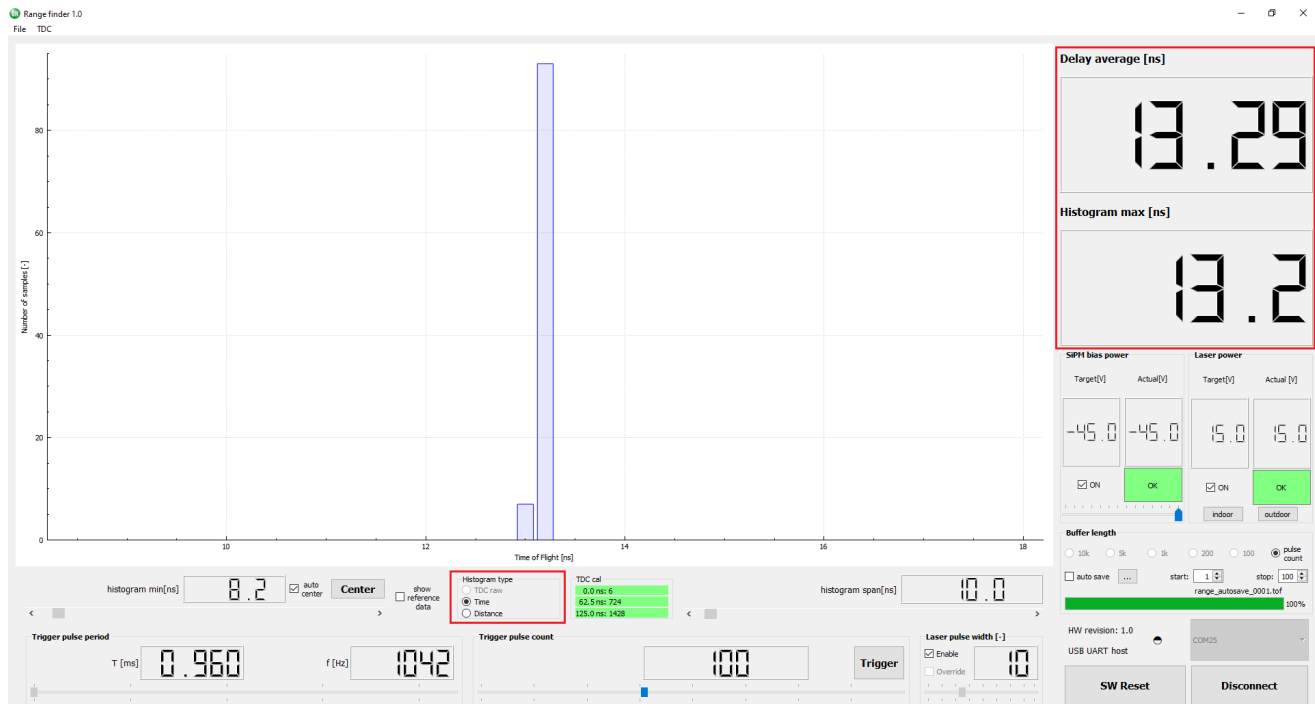 Range finder 1.0
File TDC
Number of samples [-]
80
60
40
20
0
10 12 14 16 18
Time of Flight [ns]
Delay average [ns]
13.29
Histogram max [ns]
13.2
SiPM bias power
Target[V] Actual[V]
-45.0 -45.0
ON OK
Laser power
Target[V] Actual [V]
15.0 15.0
ON OK
indoor outdoor
Buffer length
10k 5k 1k 200 100 pulse
count
auto save ... start: 1 stop: 100
range_autosave_0001.tof
100%
histogram min[ns] 8.2
auto
center
Center
show
reference
data
Histogram type
TDC raw
Time
Distance
TDC cal
0.0 ns: 6
62.5 ns: 724
125.0 ns: 1428
histogram span[ns] 10.0
Trigger pulse period
T [ms] 0.960 f [Hz] 1042
Trigger pulse count
100 Trigger
Laser pulse width [-]
Enable
Override
10
HW revision: 1.0
USB UART host
COM25
SW Reset Disconnect